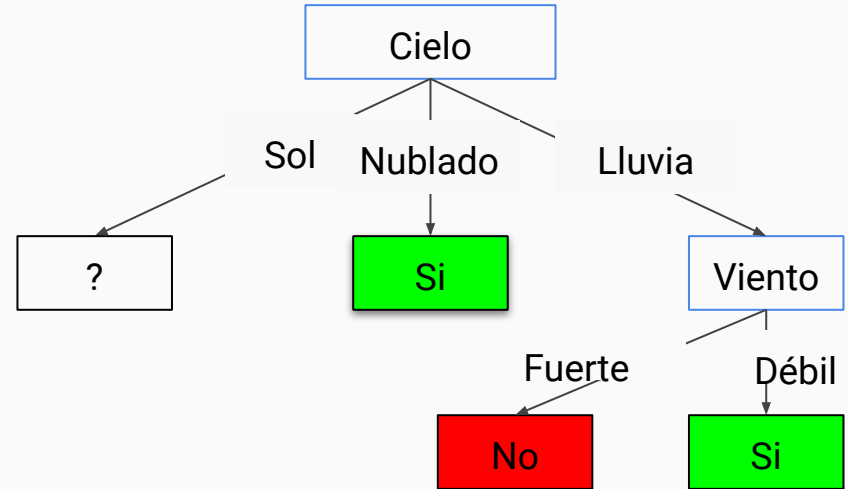 Cielo
Sol
Nublado
Lluvia
?
Si
Viento
Fuerte
Débil
No
Si